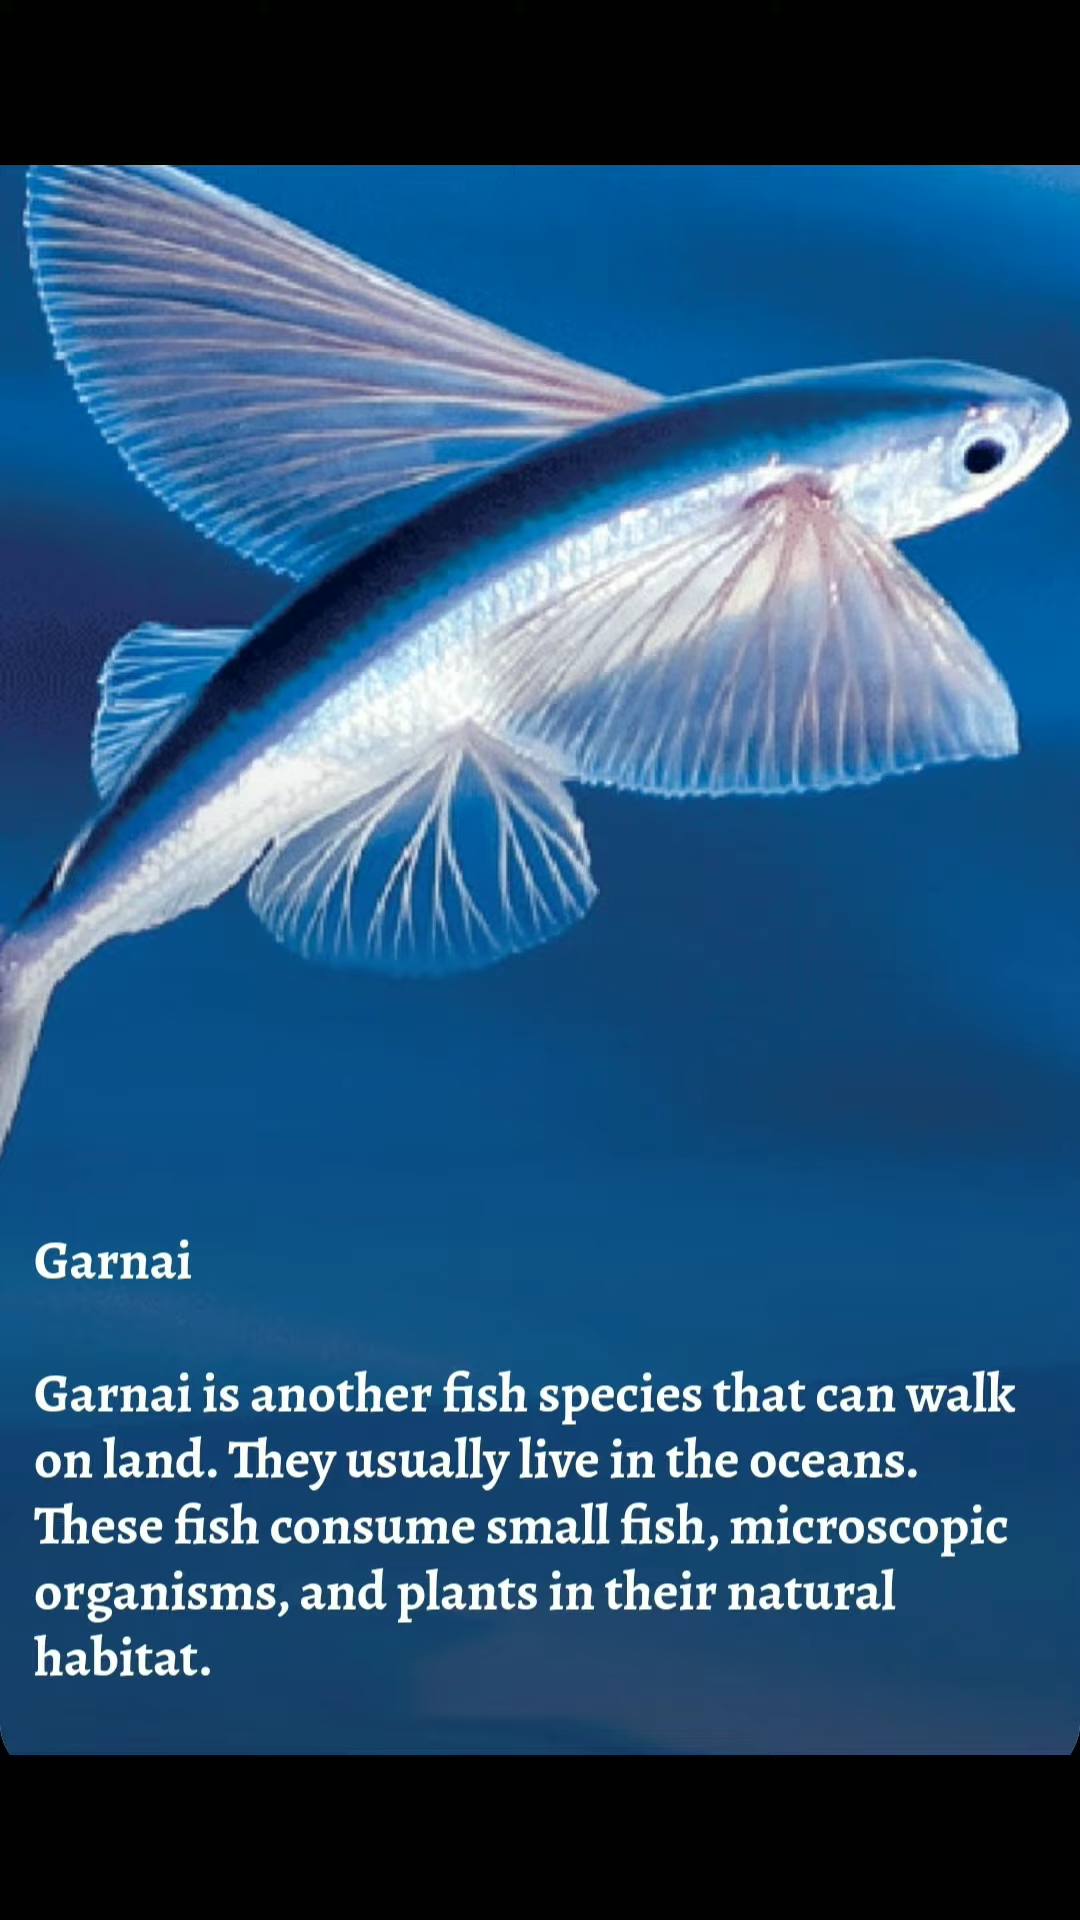 Garnai
Garnai is another fish species that can walk
on land. They usually live in the oceans.
These fish consume small fish, microscopic
organisms, and plants in their natural
habitat.